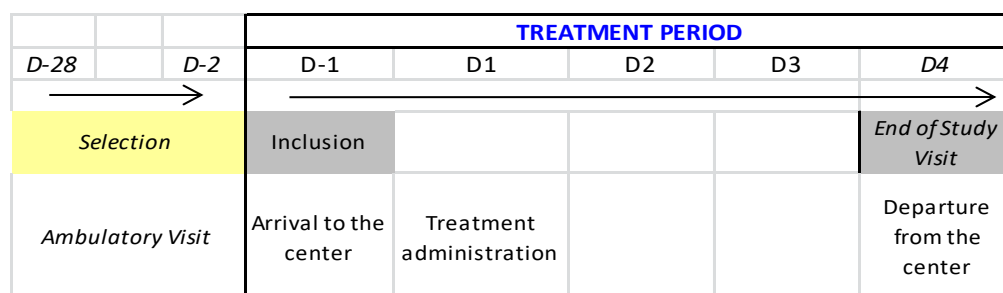 TREATMENT PERIOD
D-28 D-2 D-1 D1 D2 D3 D4
Selection Inclusion End of Study
Visit
Ambulatory Visit Arrival to the
center Treatment
administration Departure
from the
center